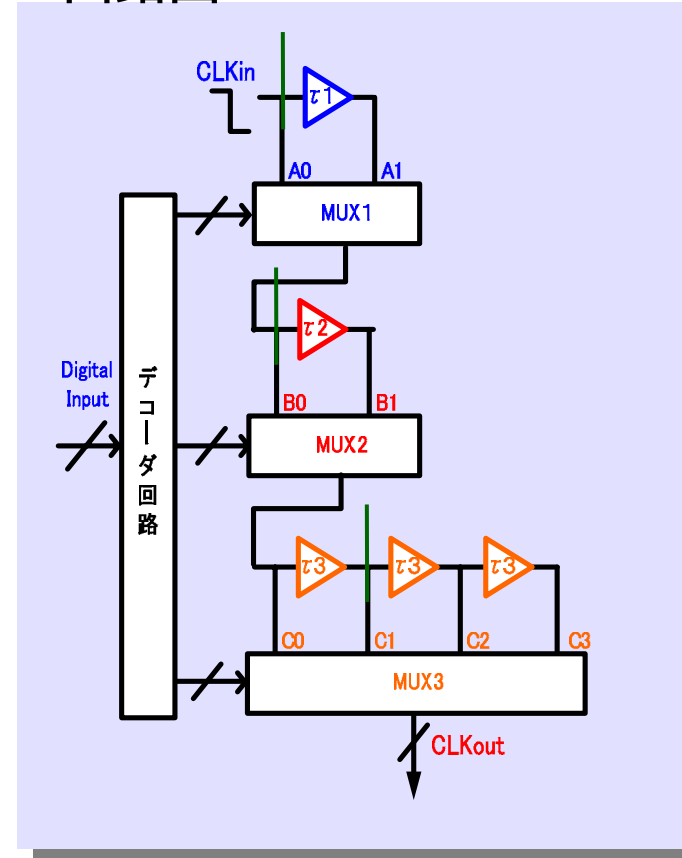 CLKin
τ1
A0 A1
MUX1
τ2
Digital
Input
デコーダ回路
B0 B1
MUX2
τ3 τ3 τ3
C0 C1 C2 C3
MUX3
CLKout